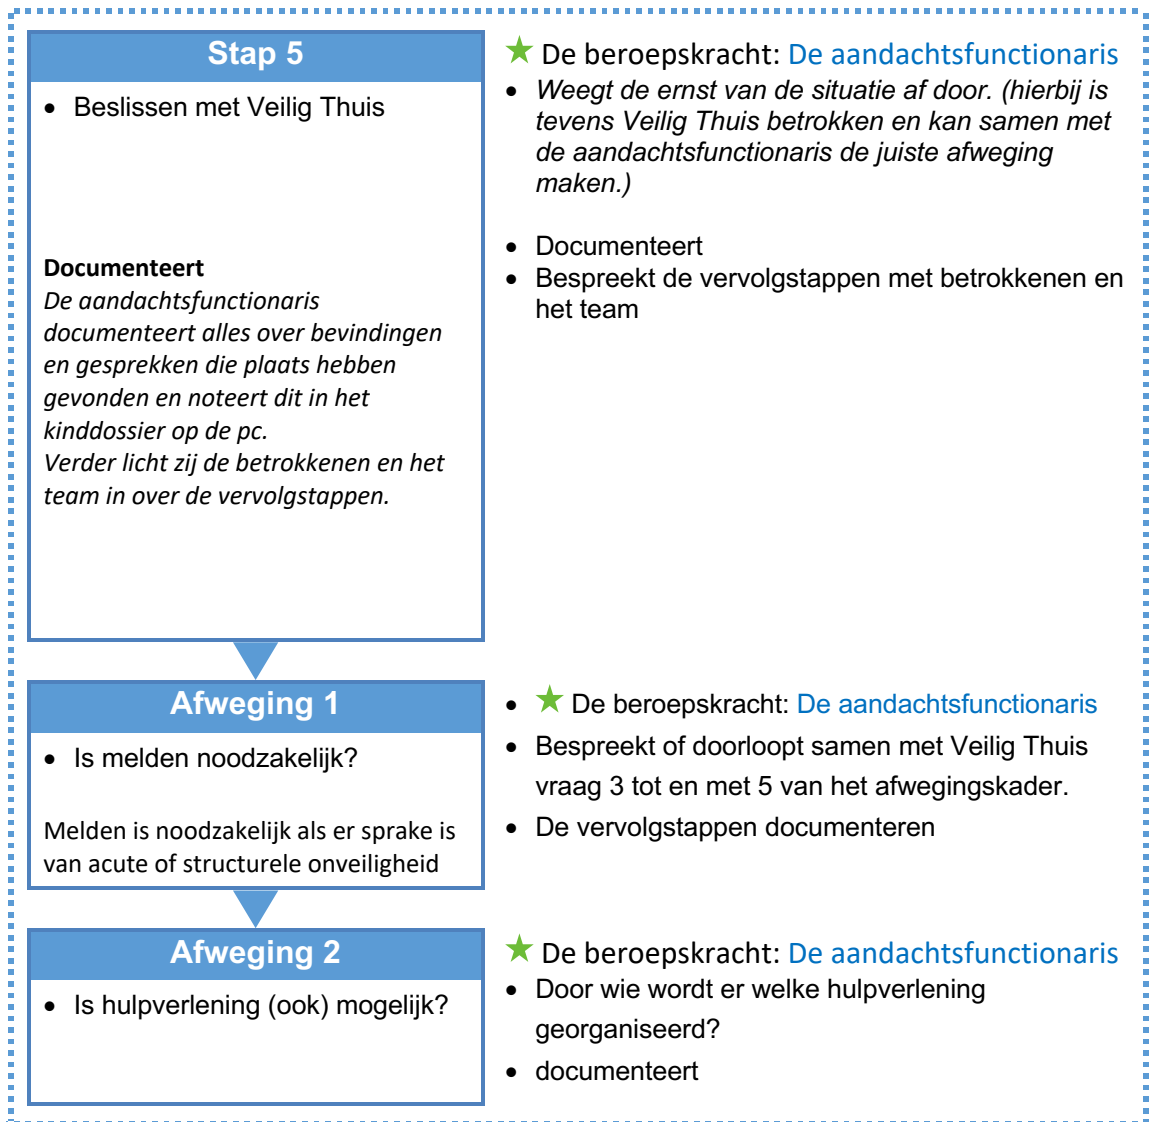 Stap 5
• Beslissen met Veilig Thuis
Documenteert
De aandachtsfunctionaris
documenteert alles over bevindingen
en gesprekken die plaats hebben
gevonden en noteert dit in het
kinddossier op de pc.
Verder licht zij de betrokkenen en het
team in over de vervolgstappen.
★ De beroepskracht: De aandachtsfunctionaris
• Weegt de ernst van de situatie af door. (hierbij is
tevens Veilig Thuis betrokken en kan samen met
de aandachtsfunctionaris de juiste afweging
maken.)
• Documenteert
• Bespreekt de vervolgstappen met betrokkenen en
het team
Afweging 1
• Is melden noodzakelijk?
Melden is noodzakelijk als er sprake is
van acute of structurele onveiligheid
• ★ De beroepskracht: De aandachtsfunctionaris
• Bespreekt of doorloopt samen met Veilig Thuis
vraag 3 tot en met 5 van het afwegingskader.
• De vervolgstappen documenteren
Afweging 2
• Is hulpverlening (ook) mogelijk?
★ De beroepskracht: De aandachtsfunctionaris
• Door wie wordt er welke hulpverlening
georganiseerd?
• documenteert